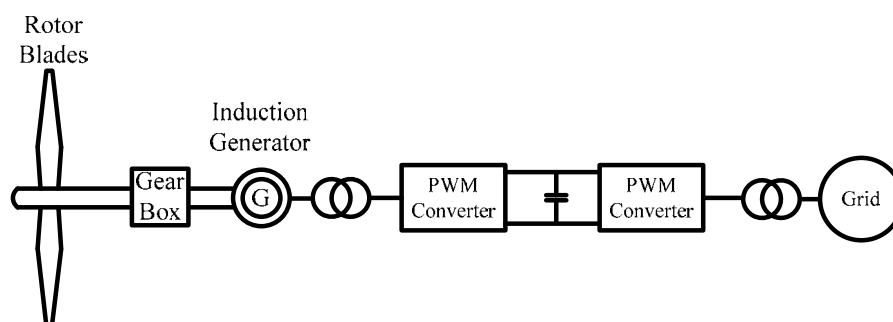 Rotor
Blades
Induction
Generator
Gear
Box
G
PWM
Converter
PWM
Converter
Grid